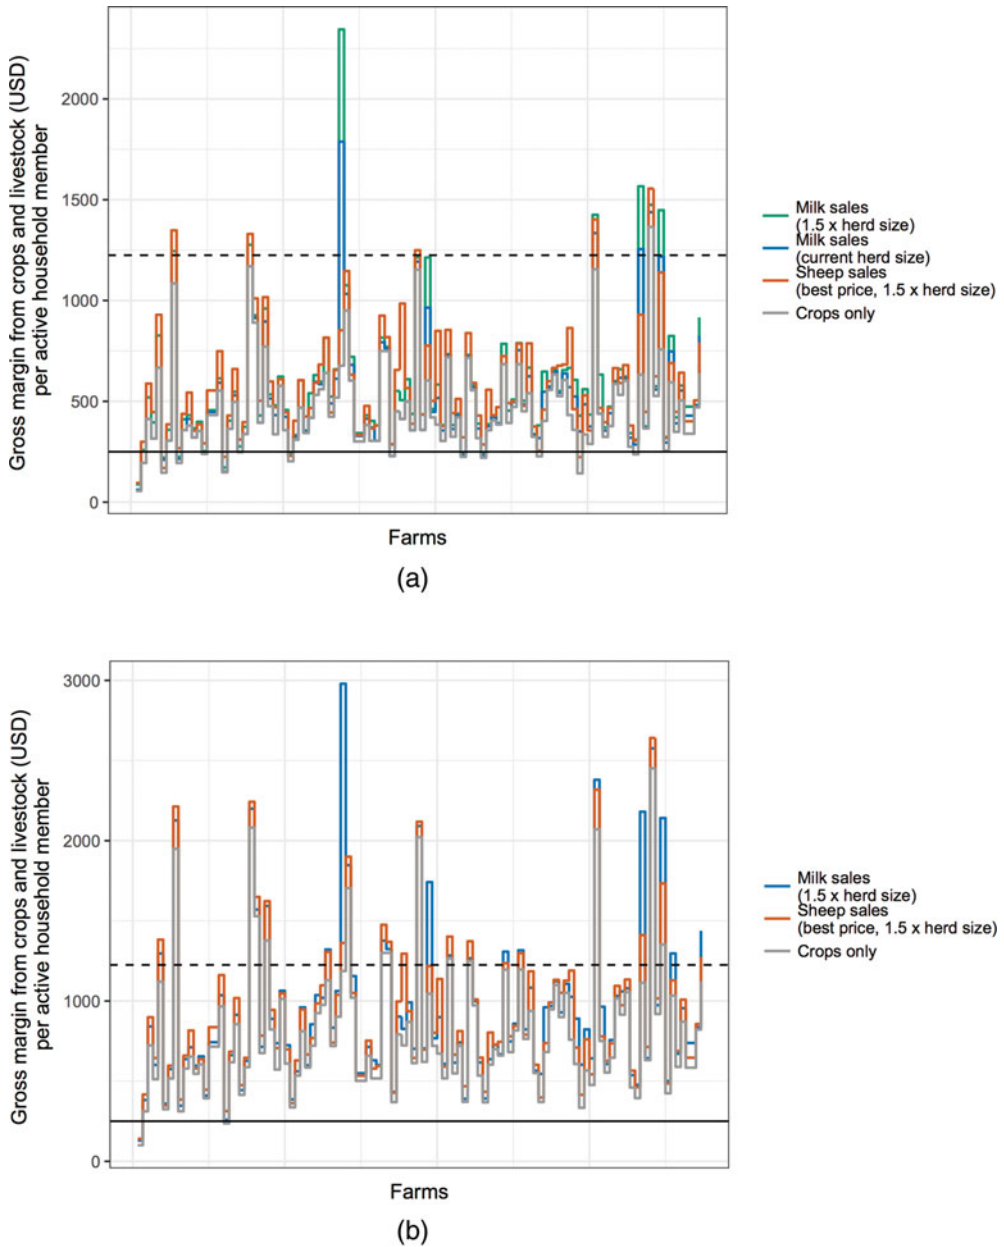 Gross margin from crops and livestock (USD)
per active household member
2000
1500
1000
500
0
Farms
Milk sales
(1.5 x herd size)
Milk sales
(current herd size)
Sheep sales
(best price, 1.5 x herd size)
Crops only
(a)
Gross margin from crops and livestock (USD)
per active household member
3000
2000
1000
0
Farms
Milk sales
(1.5 x herd size)
Sheep sales
(best price, 1.5 x herd size)
Crops only
(b)